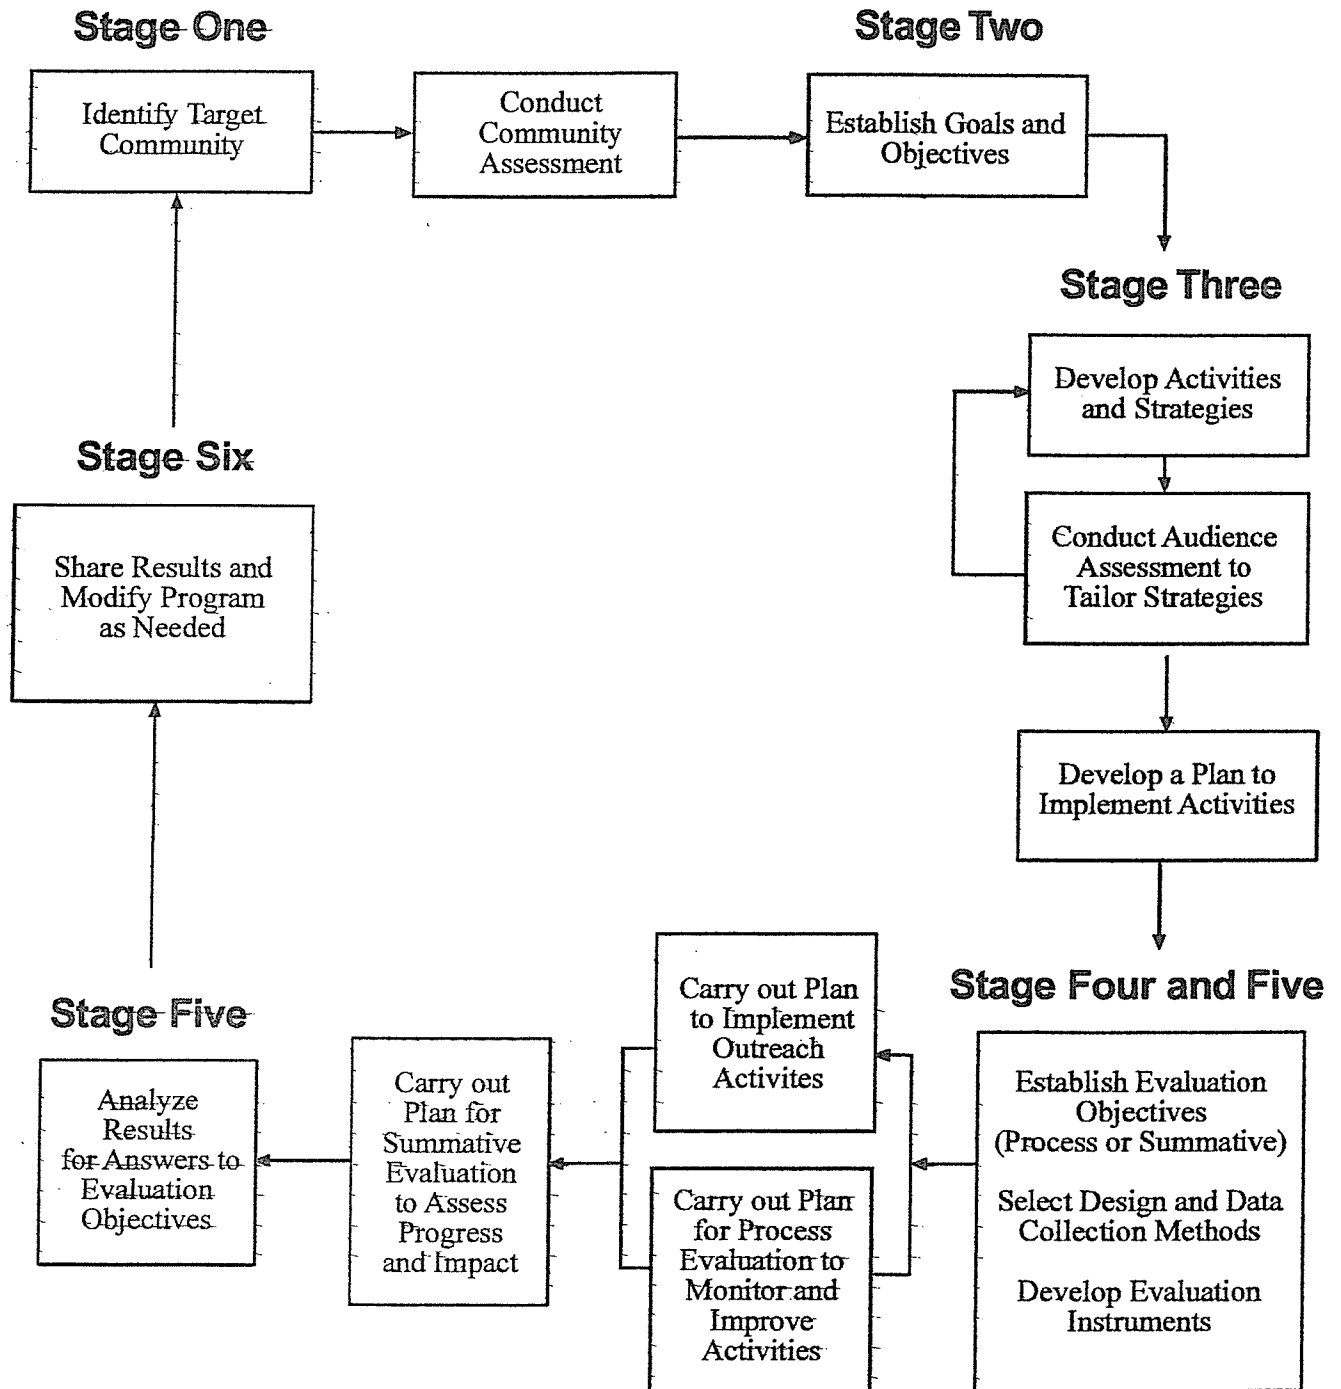 Stage One
Identify Target
Community
Conduct
Community
Assessment
Stage Two
Establish Goals and
Objectives
Stage Three
Develop Activities
and Strategies
Conduct Audience
Assessment to
Tailor Strategies
Develop a Plan to
Implement Activities
Stage Four and Five
Establish Evaluation
Objectives
(Process or Summative)
Select Design and Data
Collection Methods
Develop Evaluation
Instruments
Carry out Plan
to Implement
Outreach
Activites
Carry out Plan
for Process
Evaluation to
Monitor and
Improve
Activities
Carry out
Plan for
Summative
Evaluation
to Assess
Progress
and Impact
Stage Five
Analyze
Results
for Answers to
Evaluation
Objectives
Stage Six
Share Results and
Modify Program
as Needed